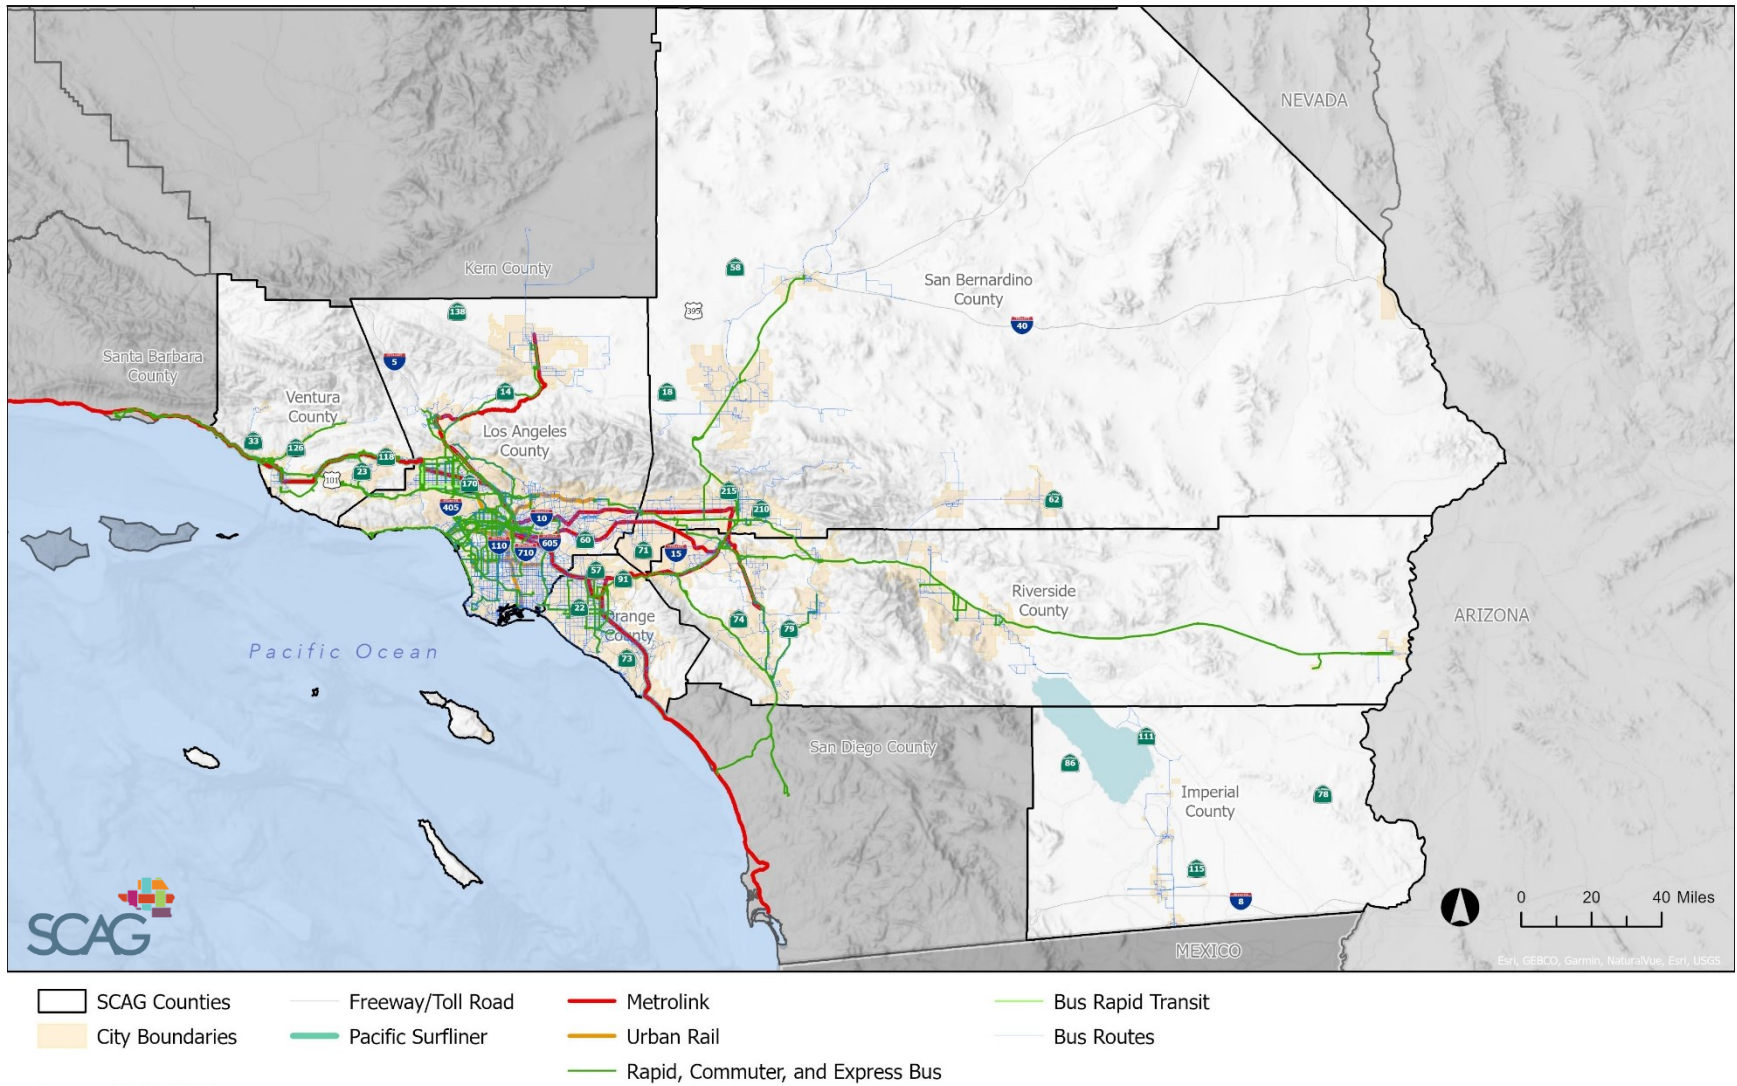 NEVADA
Kern County
58
San Bernardino
County
395
138
40
5
Santa Barbara
County
14
18
Ventura
County
Los Angeles
County
33
126
118
23
101
170
215
62
210
405
10
110
710
605
60
71
15
57
91
Riverside
County
ARIZONA
22
Orange
County
74
79
Pacific Ocean
73
San Diego County
111
86
Imperial
County
78
115
8
SCAG
0 20 40 Miles
MEXICO
Esri, GEBCO, Garmin, NaturalVue, Esri, USGS
SCAG Counties
Freeway/Toll Road
Metrolink
Bus Rapid Transit
City Boundaries
Pacific Surfliner
Urban Rail
Bus Routes
Rapid, Commuter, and Express Bus